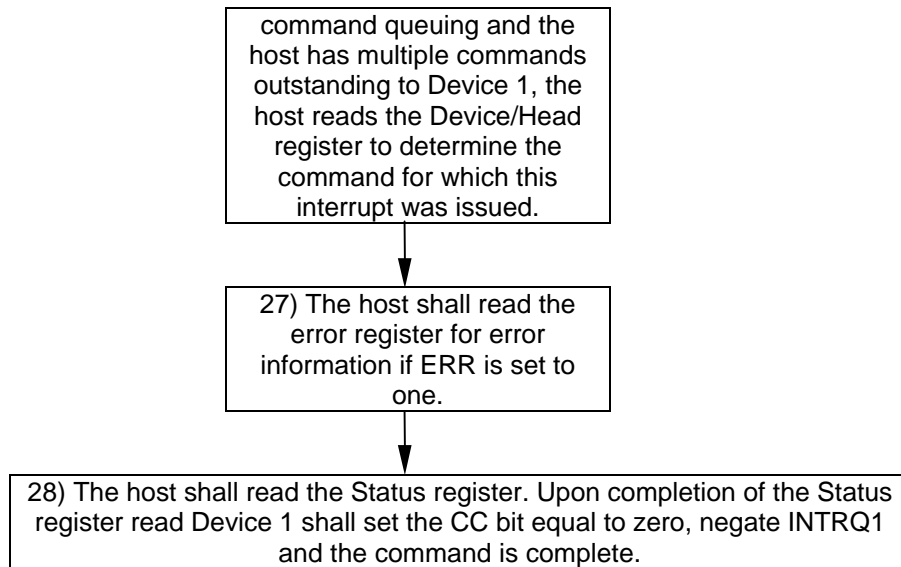 command queuing and the
host has multiple commands
outstanding to Device 1, the
host reads the Device/Head
register to determine the
command for which this
interrupt was issued.
27) The host shall read the
error register for error
information if ERR is set to
one.
28) The host shall read the Status register. Upon completion of the Status
register read Device 1 shall set the CC bit equal to zero, negate INTRQ1
and the command is complete.